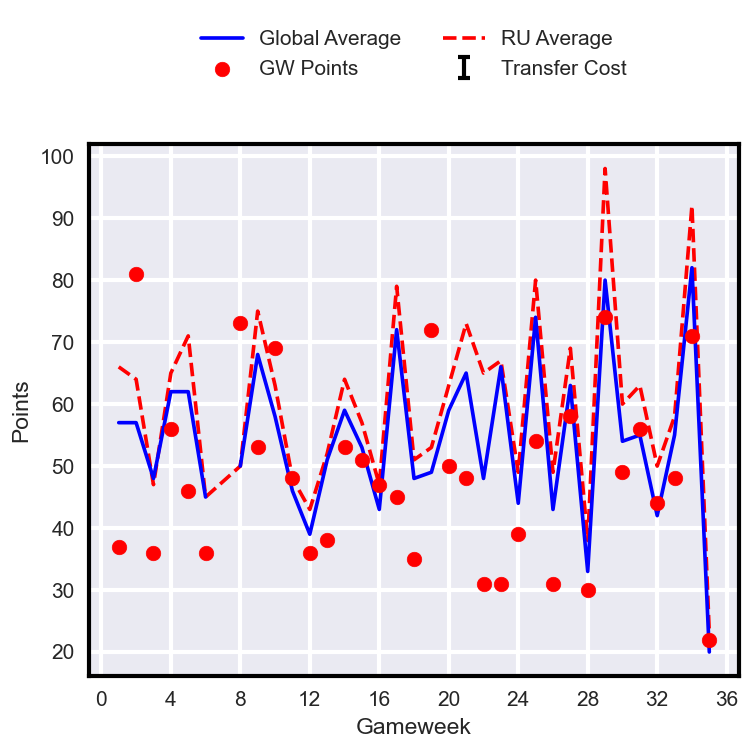 Global Average
RU Average
GW Points
Transfer Cost
100
90
80
70
60
50
40
30
20
Points
0 4 8 12 16 20 24 28 32 36
Gameweek